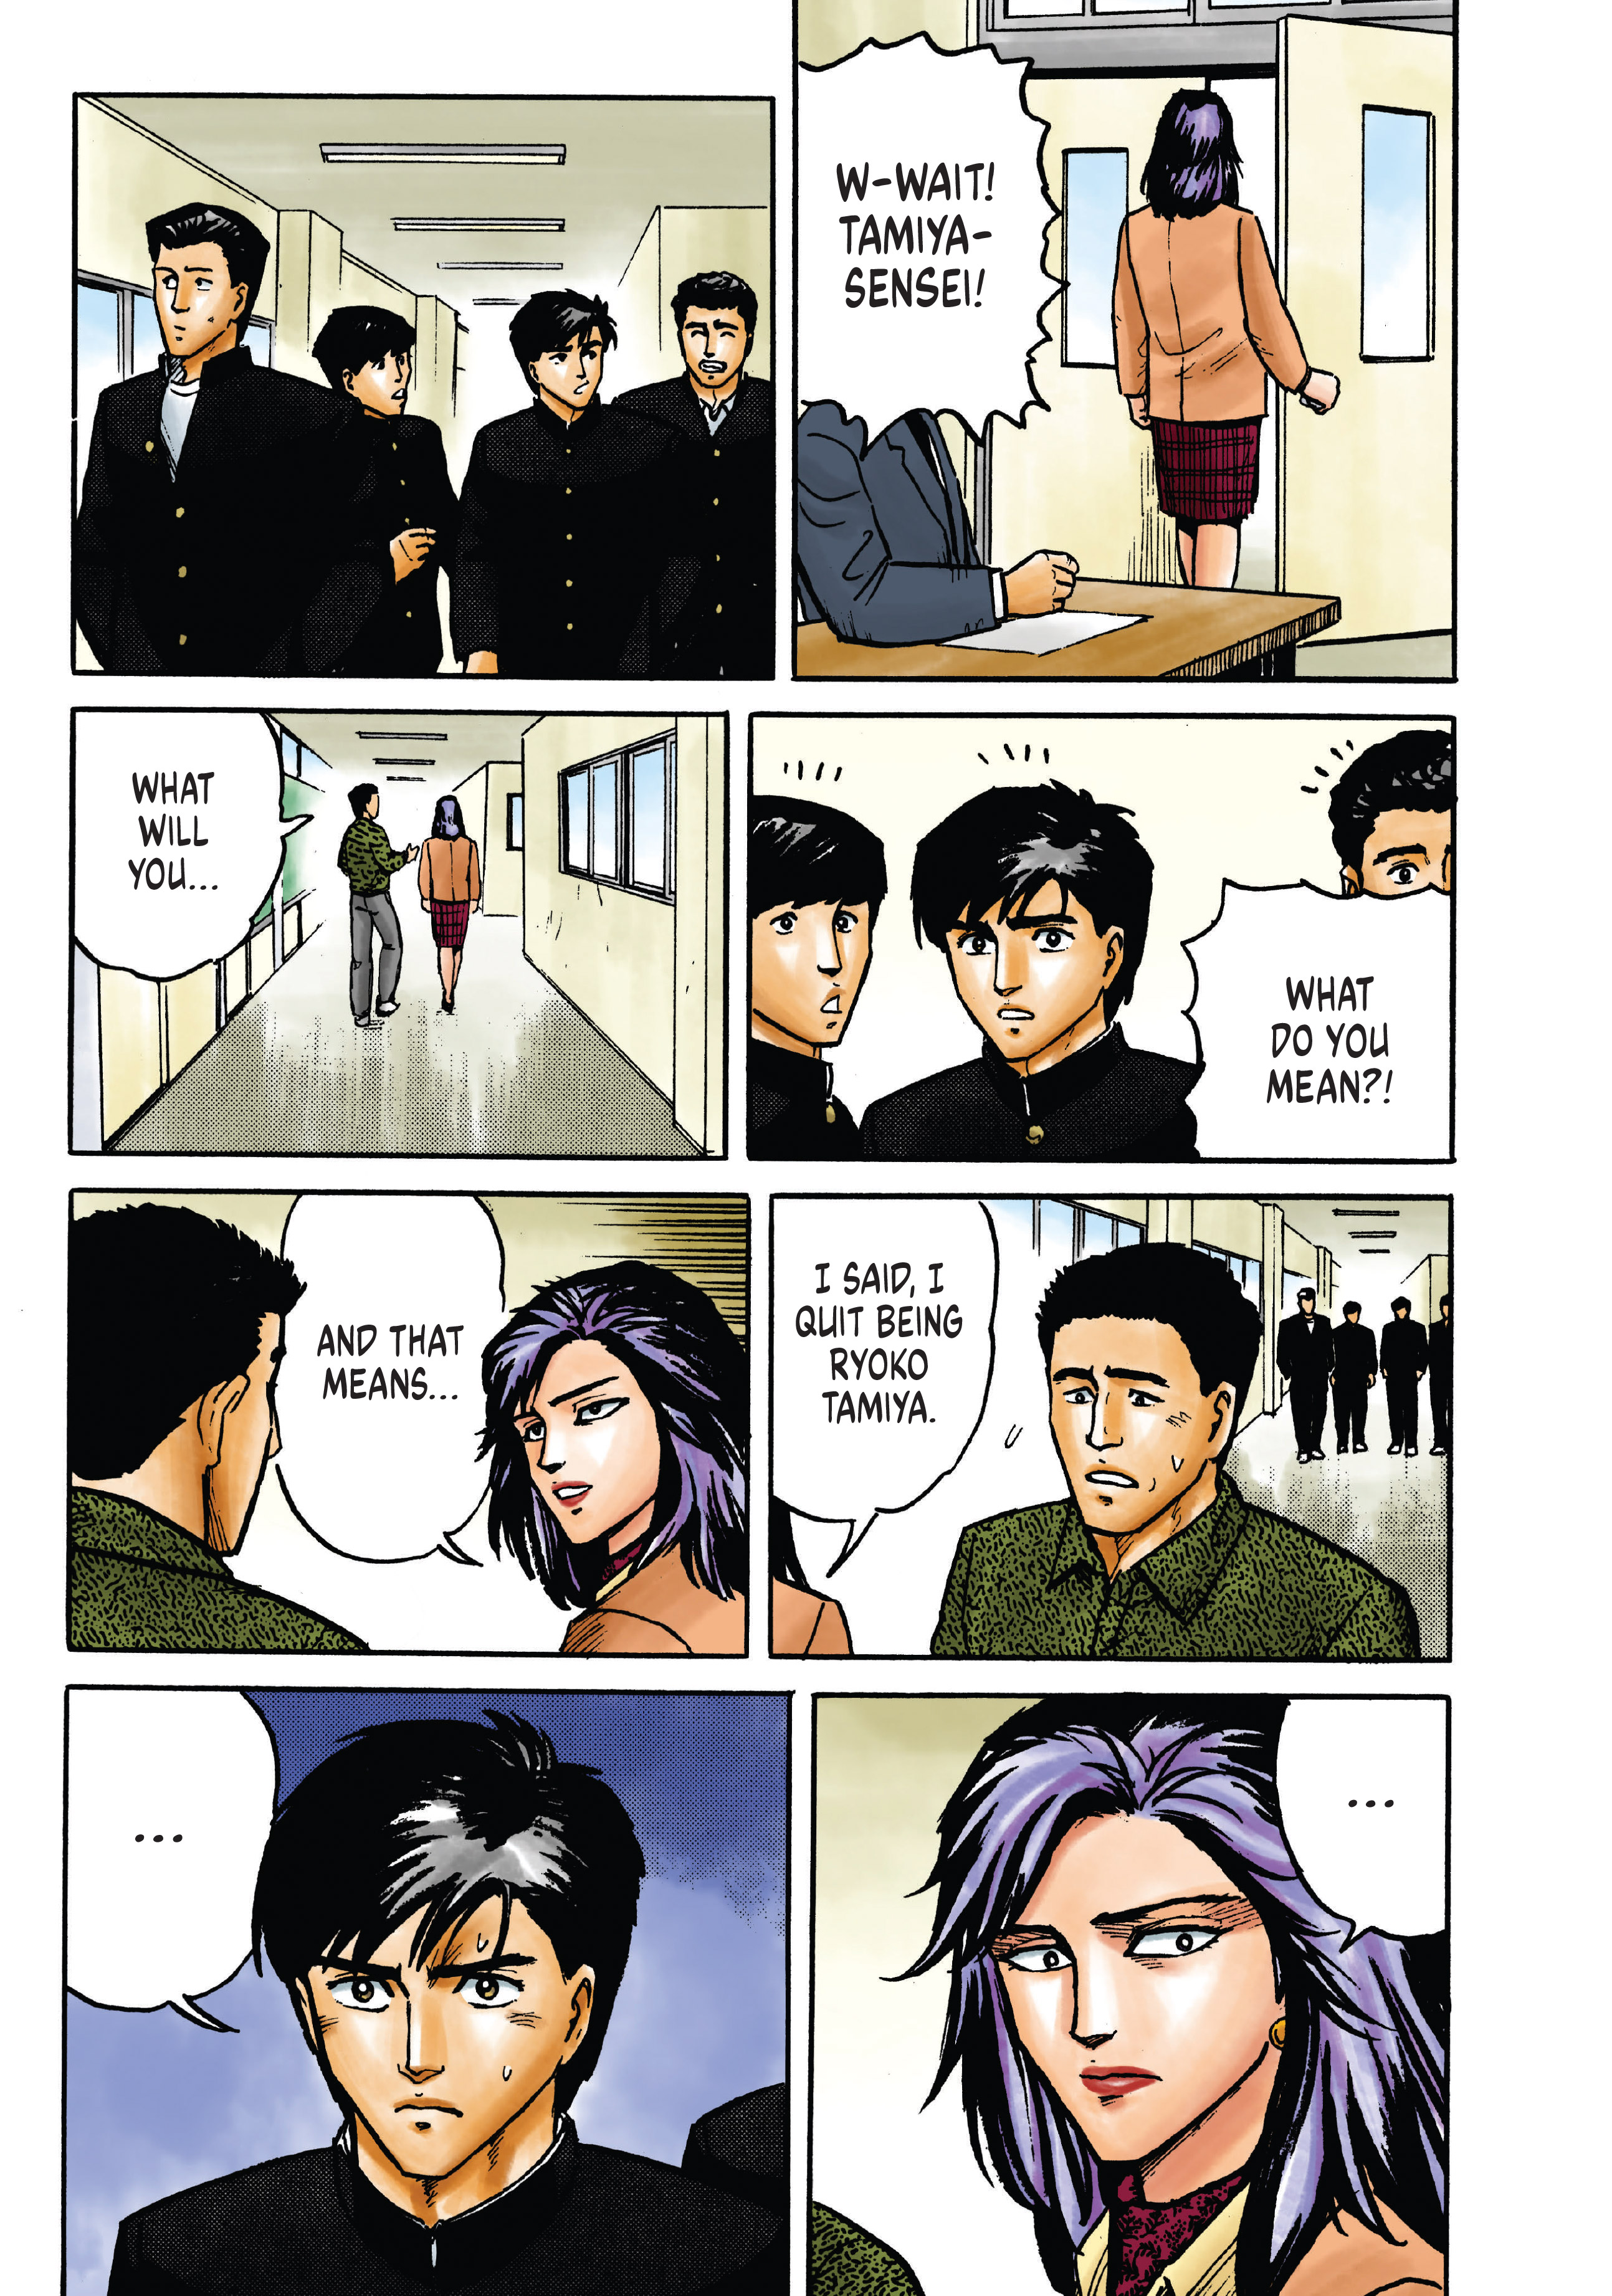 W-WAIT!
TAMIYA-
SENSEI!
WHAT
DO YOU
MEAN?!
WHAT
WILL
YOU...
I SAID, I
QUIT BEING
RYOKO
TAMIYA.
AND THAT
MEANS...
...
...